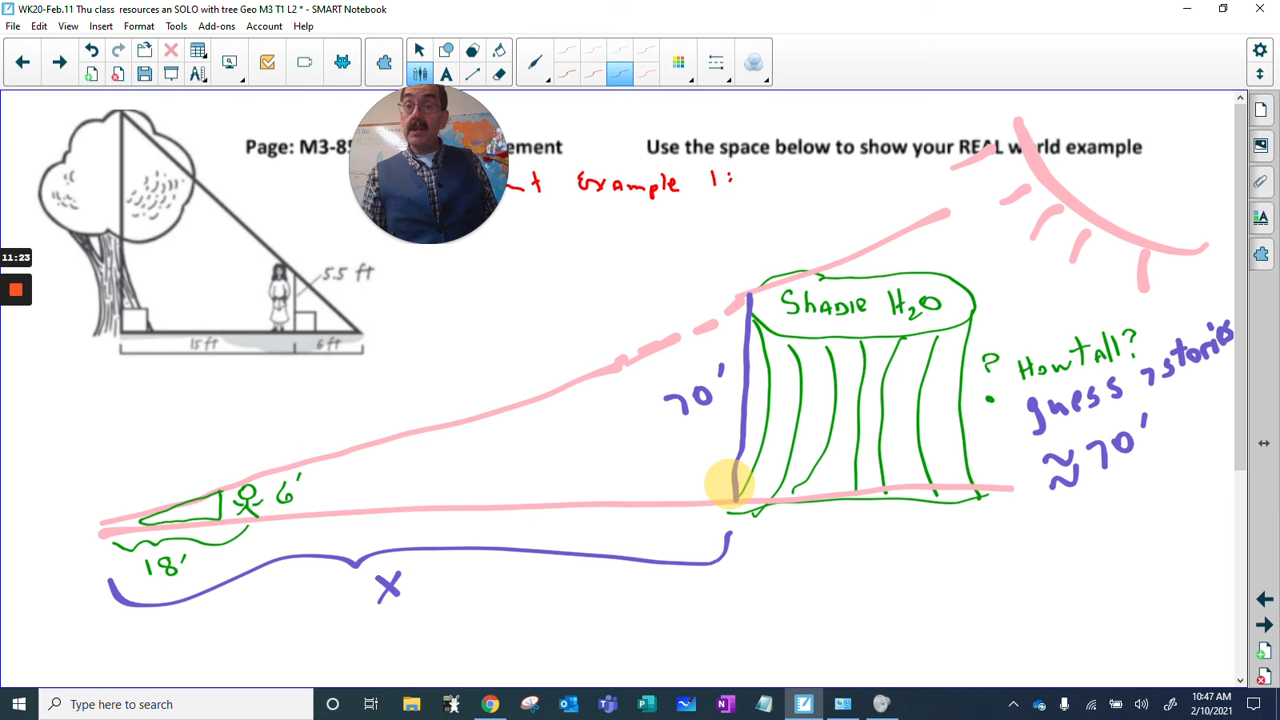 WK20-Feb.11 Thu class resources an SOLO with tree Geo M3 T1 L2 * - SMART Notebook
File Edit View Insert Format Tools Add-ons Account Help
Page: M3-85 ement Use the space below to show your REAL world example
Example 1:
11:23
5.5 ft
15 ft 6 ft
Shadie H2O
? How tall?
guess 7 stories
≈ 70'
70'
6'
18'
X
Type here to search
10:47 AM
2/10/2021